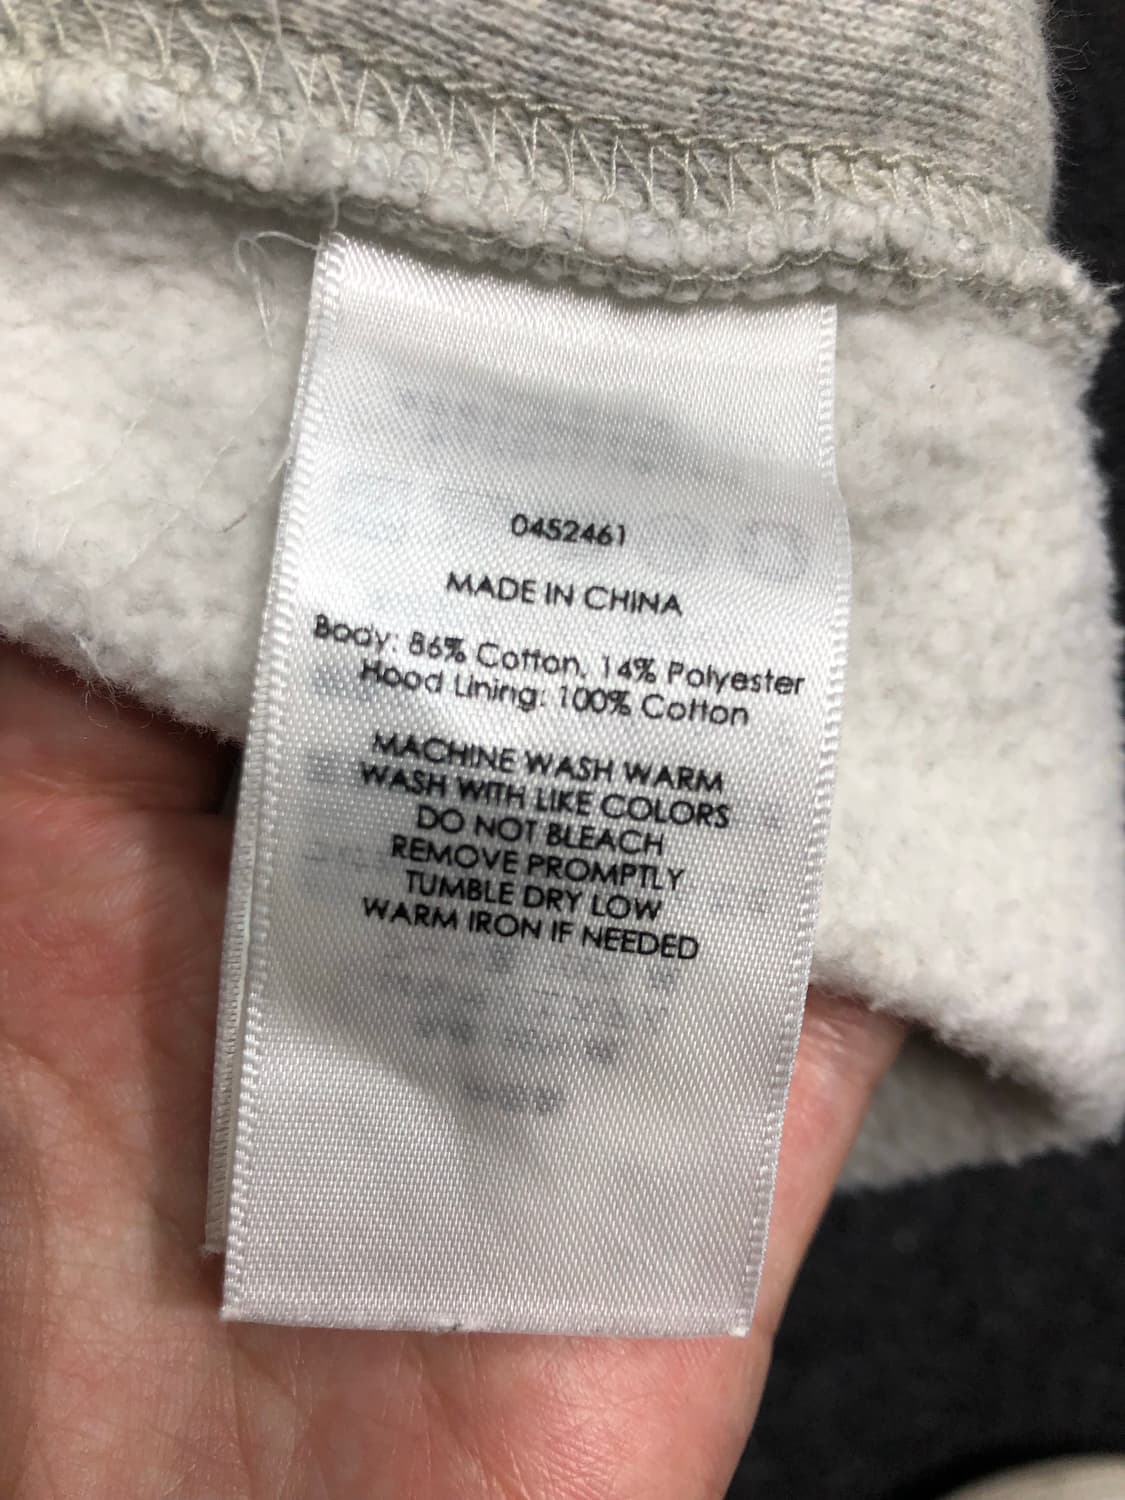 0452461
MADE IN CHINA
Body: 86% Cotton, 14% Polyester
Hood Lining: 100% Cotton
MACHINE WASH WARM
WASH WITH LIKE COLORS
DO NOT BLEACH
REMOVE PROMPTLY
TUMBLE DRY LOW
WARM IRON IF NEEDED